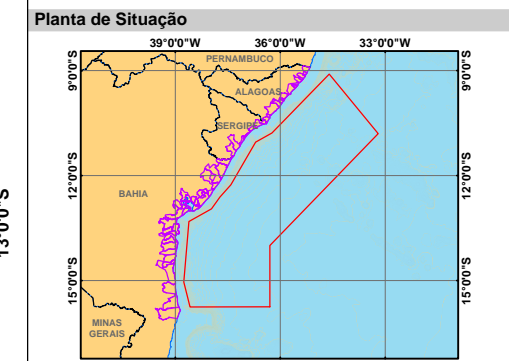 Planta de Situação
39°0'0"W 36°0'0"W 33°0'0"W
9°0'0"S 9°0'0"S
PERNAMBUCO
ALAGOAS
SERGIPE
12°0'0"S 12°0'0"S
BAHIA
13°0'0"S
15°0'0"S 15°0'0"S
MINAS
GERAIS